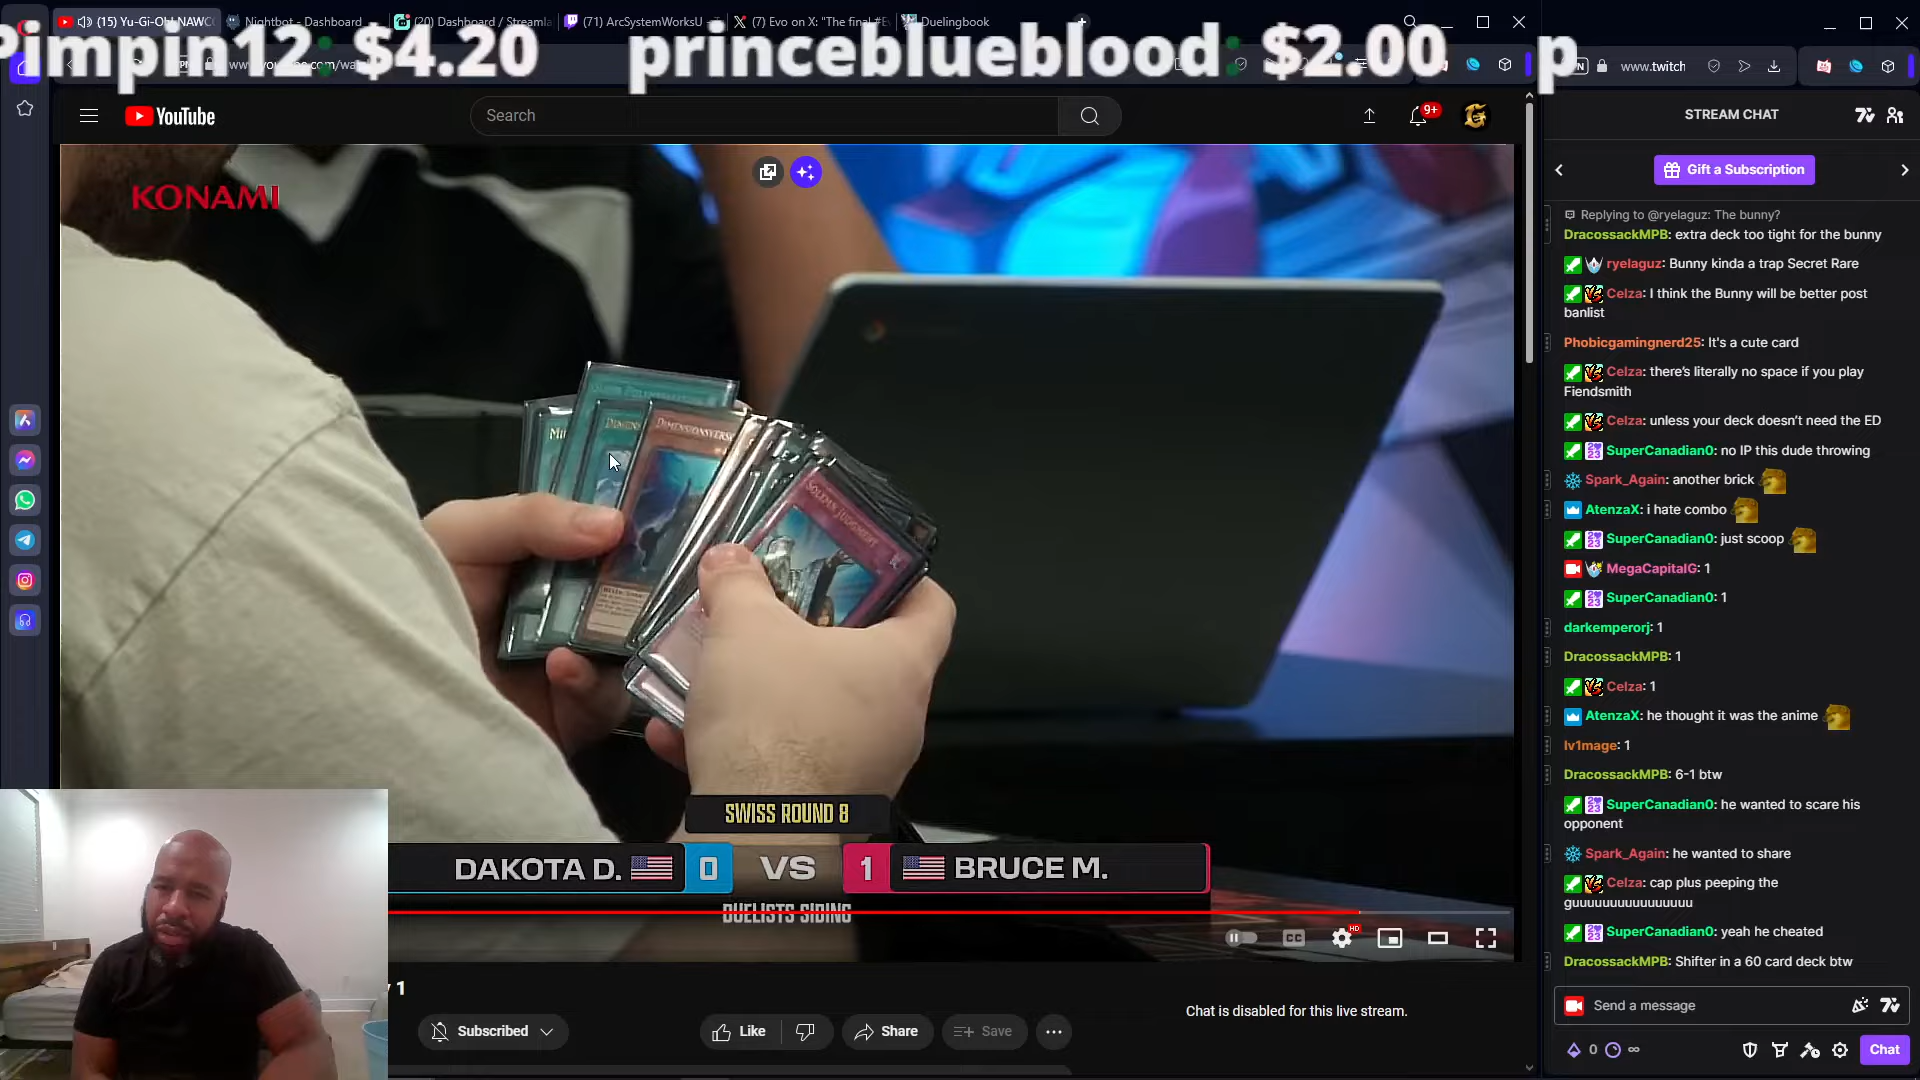 (15) Yu-Gi-Oh! NAWC
Nightbot - Dashboard
(20) Dashboard / Streamla
(71) ArcSystemWorksU - T
(7) Evo on X: "The final #E
Duelingbook
Pimpin12: $4.20 princeblueblood: $2.00 p
www.twitch
YouTube
Search
9+
STREAM CHAT
Gift a Subscription
KONAMI
Replying to @ryelaguz: The bunny?
DracossackMPB: extra deck too tight for the bunny
ryelaguz: Bunny kinda a trap Secret Rare
Celza: I think the Bunny will be better post
banlist
Phobicgamingnerd25: It's a cute card
Celza: there's literally no space if you play
Fiendsmith
Celza: unless your deck doesn't need the ED
SuperCanadian0: no IP this dude throwing
Spark_Again: another brick
AtenzaX: i hate combo
SuperCanadian0: just scoop
MegaCapitalG: 1
SuperCanadian0: 1
darkemperorj: 1
DracossackMPB: 1
Celza: 1
AtenzaX: he thought it was the anime
lv1mage: 1
DracossackMPB: 6-1 btw
SuperCanadian0: he wanted to scare his
opponent
Spark_Again: he wanted to share
Celza: cap plus peeping the
guuuuuuuuuuuuuuuu
SuperCanadian0: yeah he cheated
DracossackMPB: Shifter in a 60 card deck btw
SOLEMN JUDGMENT
SWISS ROUND 8
DAKOTA D. 0 VS 1 BRUCE M.
DUELISTS SIDING
CC
HD
y 1
Chat is disabled for this live stream.
Subscribed
Like
Share
Save
Send a message
0
∞
Chat